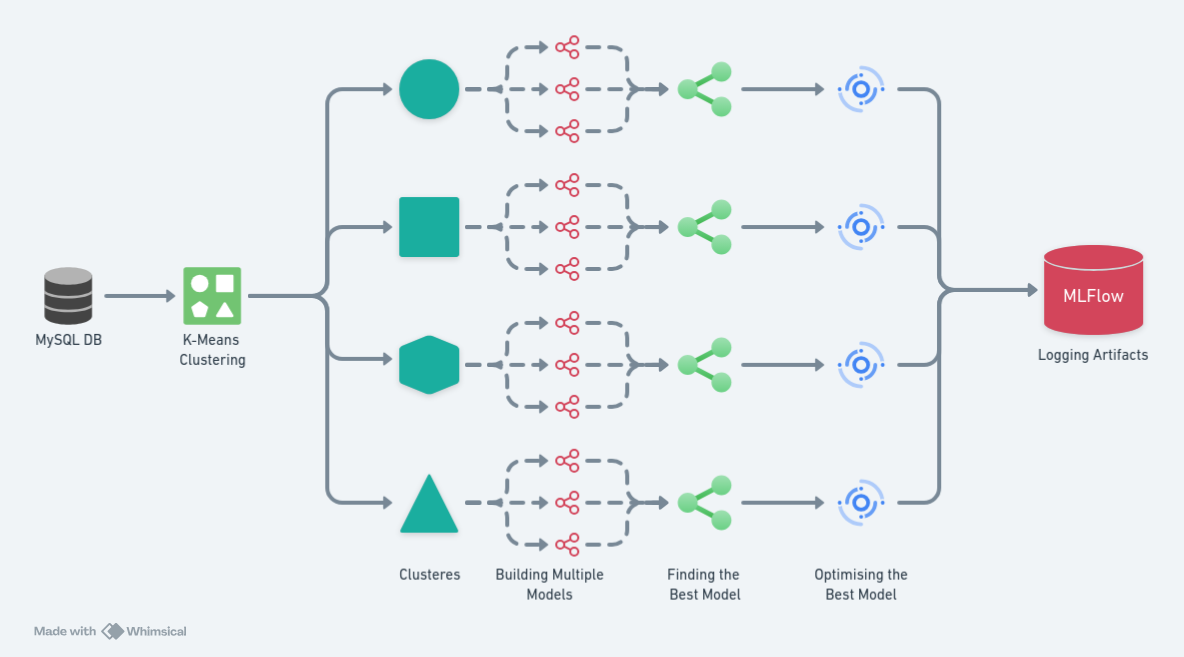 MySQL DB
K-Means
Clustering
MLFlow
Logging Artifacts
Clusteres
Building Multiple
Models
Finding the
Best Model
Optimising the
Best Model
Made with Whimsical